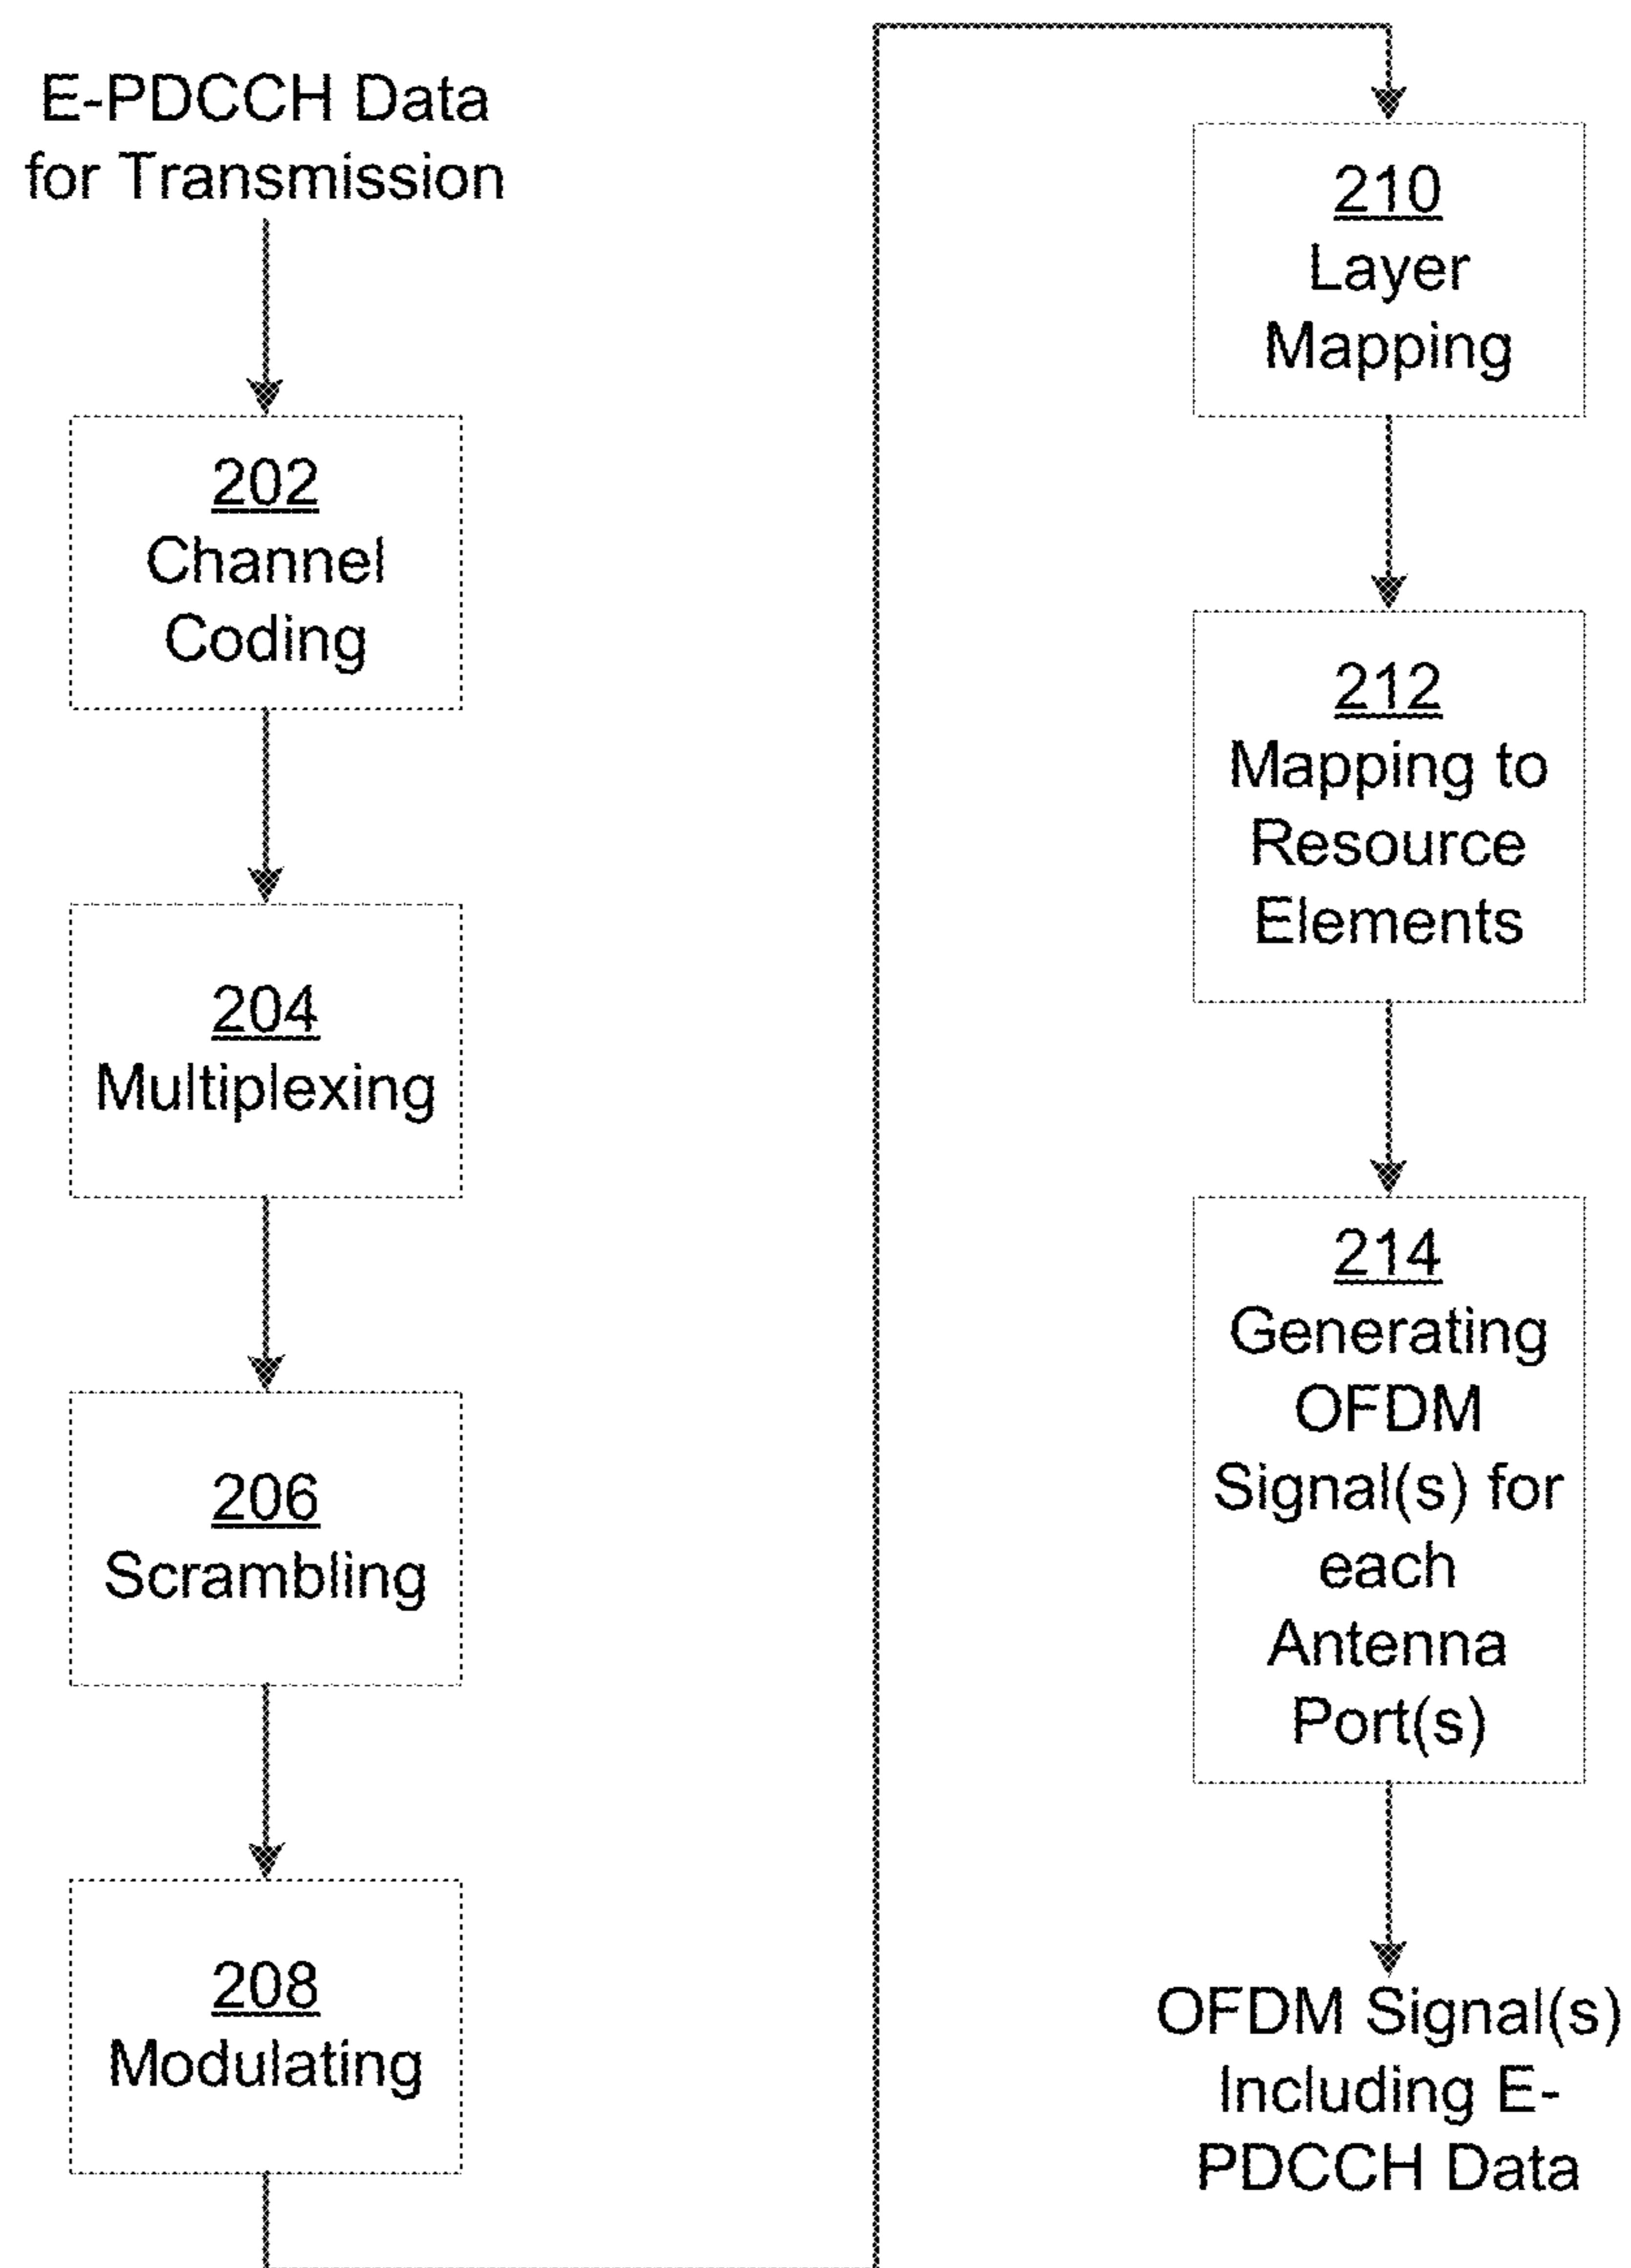 E-PDCCH Data
for Transmission
202
Channel
Coding
204
Multiplexing
206
Scrambling
208
Modulating
210
Layer
Mapping
212
Mapping to
Resource
Elements
214
Generating
OFDM
Signal(s) for
each
Antenna
Port(s)
OFDM Signal(s)
Including E-
PDCCH Data